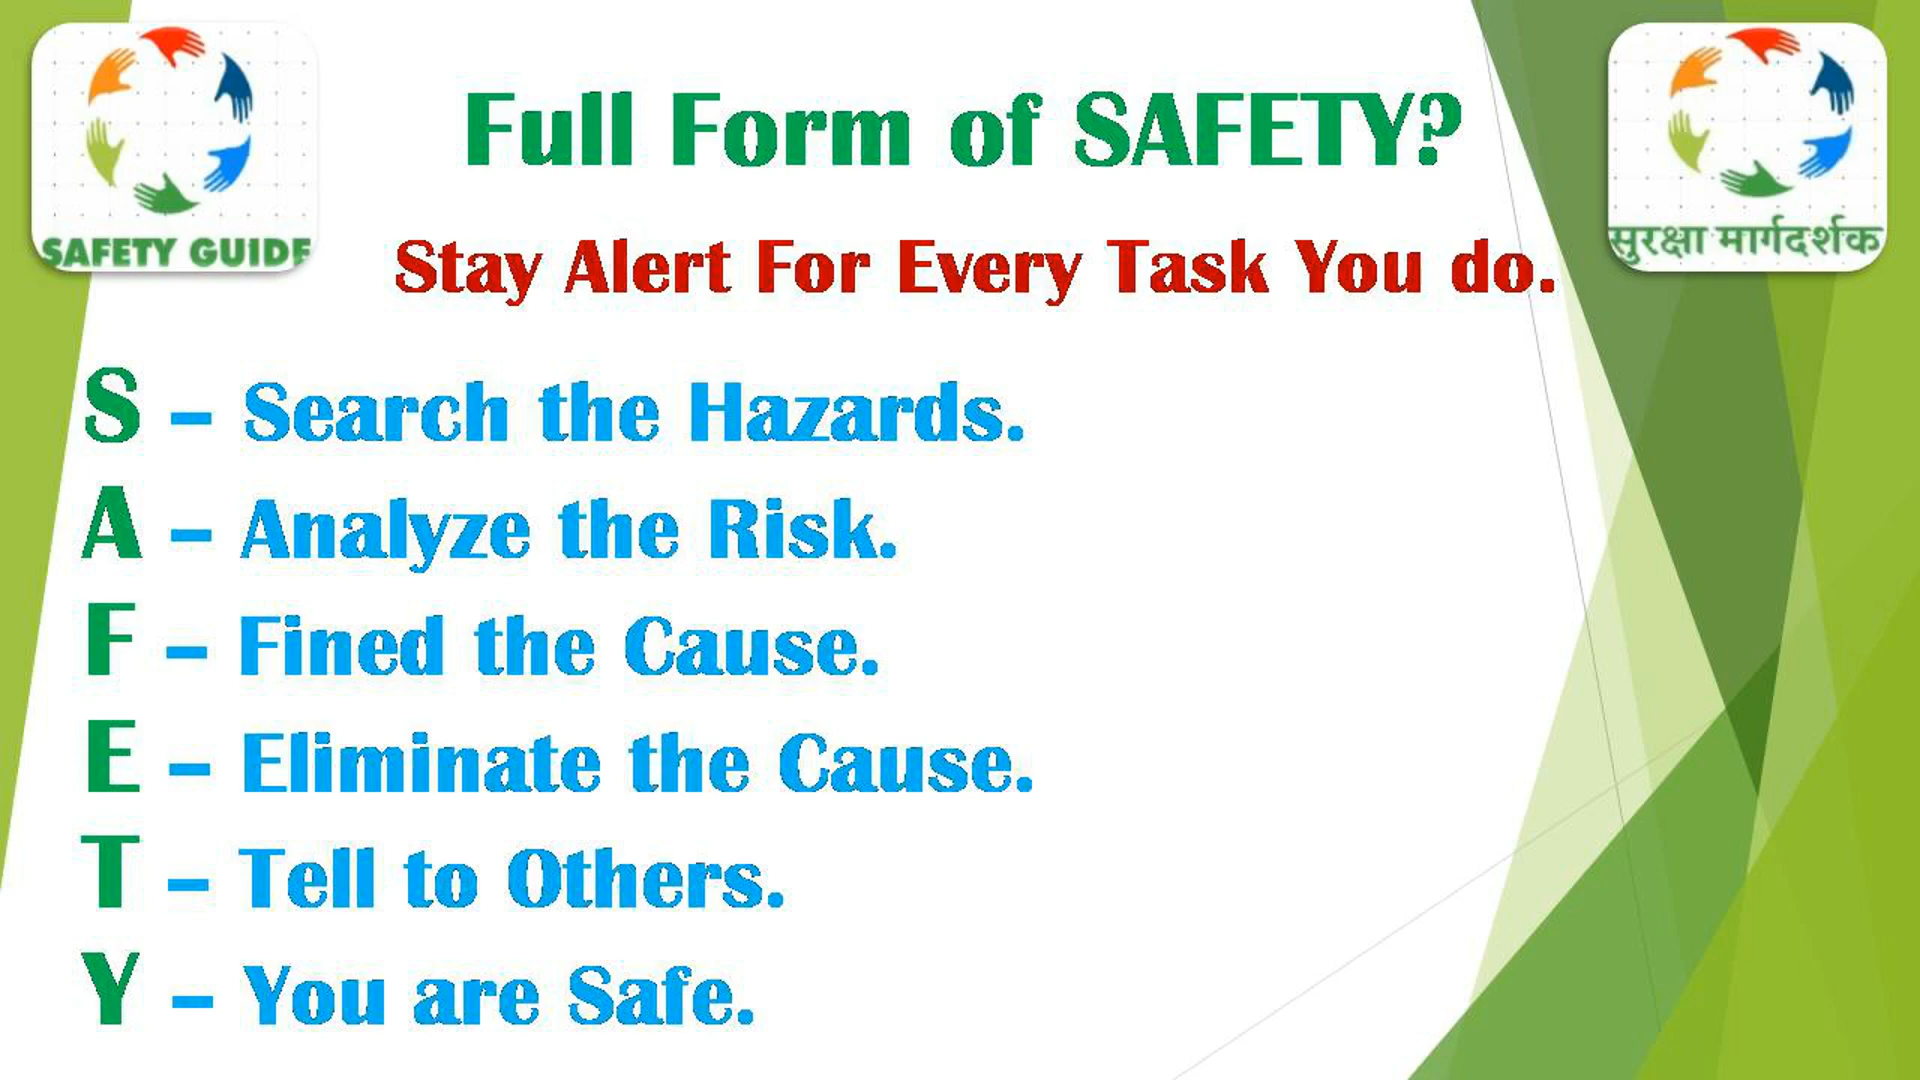 Full Form of SAFETY?
SAFETY GUIDE
सुरक्षा मार्गदर्शक
Stay Alert For Every Task You do.
S – Search the Hazards.
A – Analyze the Risk.
F – Fined the Cause.
E – Eliminate the Cause.
T – Tell to Others.
Y – You are Safe.